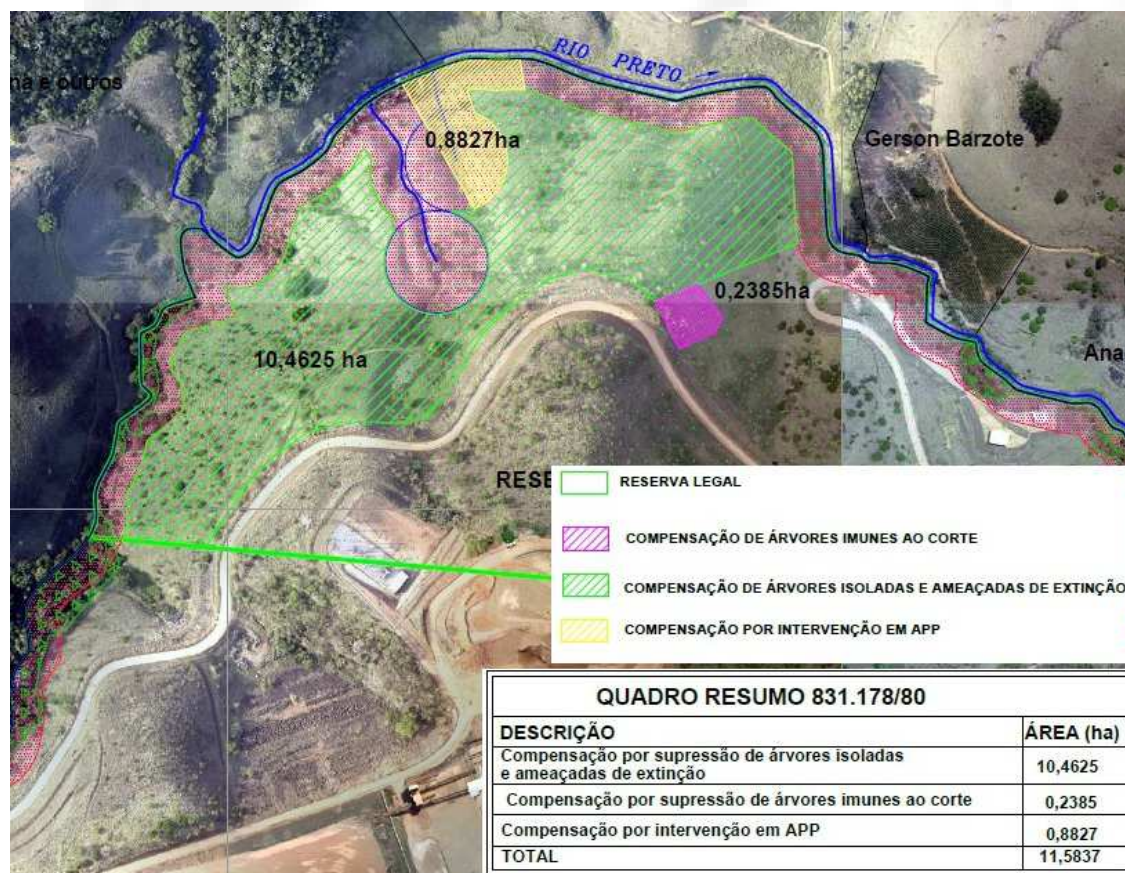 RIO PRETO
e outros
0,8827ha
Gerson Barzote
0,2385ha
10,4625 ha
Ana
RESE
RESERVA LEGAL
COMPENSAÇÃO DE ÁRVORES IMUNES AO CORTE
COMPENSAÇÃO DE ÁRVORES ISOLADAS E AMEAÇADAS DE EXTINÇÃO
COMPENSAÇÃO POR INTERVENÇÃO EM APP
QUADRO RESUMO 831.178/80
DESCRIÇÃO ÁREA (ha)
Compensação por supressão de árvores isoladas
e ameaçadas de extinção 10,4625
Compensação por supressão de árvores imunes ao corte 0,2385
Compensação por intervenção em APP 0,8827
TOTAL 11,5837